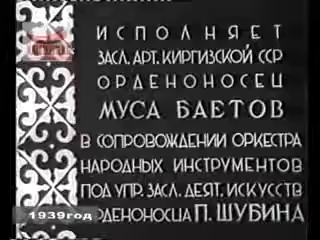 ИСПОЛНЯЕТ
ЗАСЛ. АРТ. КИРГИЗСКОЙ ССР
ОРДЕНОНОСЕЦ
МУСА БАЕТОВ
В СОПРОВОЖДЕНИИ ОРКЕСТРА
НАРОДНЫХ ИНСТРУМЕНТОВ
ПОД УПР. ЗАСЛ. ДЕЯТ. ИСКУССТВ
РДЕНОНОСЦА П. ШУБИНА
1939год